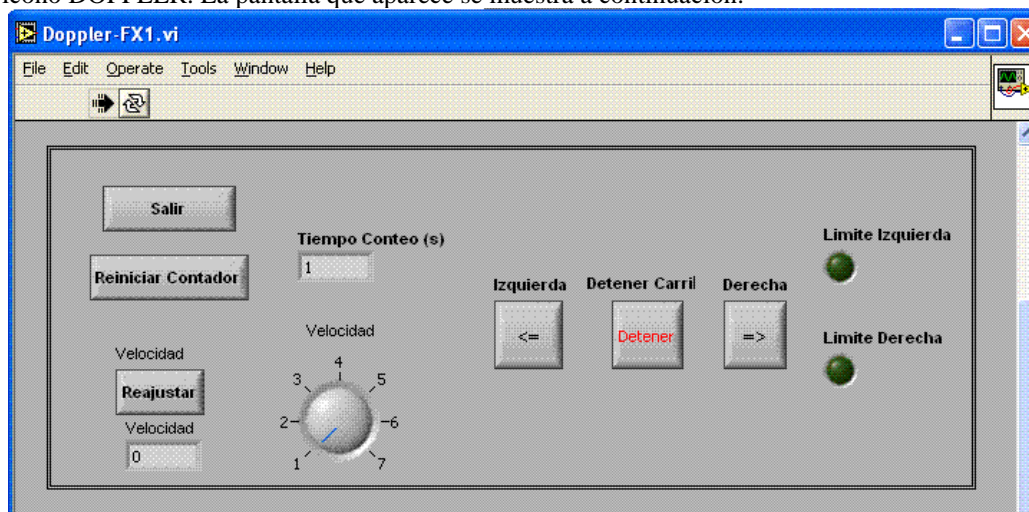 icono DOPPLER. La pantalla que aparece se muestra a continuación.
Doppler-FX1.vi
File Edit Operate Tools Window Help
Salir
Reiniciar Contador
Tiempo Conteo (s)
1
Limite Izquierda
Izquierda Detener Carril Derecha
<= Detener =>
Limite Derecha
Velocidad
Reajustar
Velocidad
0
Velocidad
1 2 3 4 5 6 7